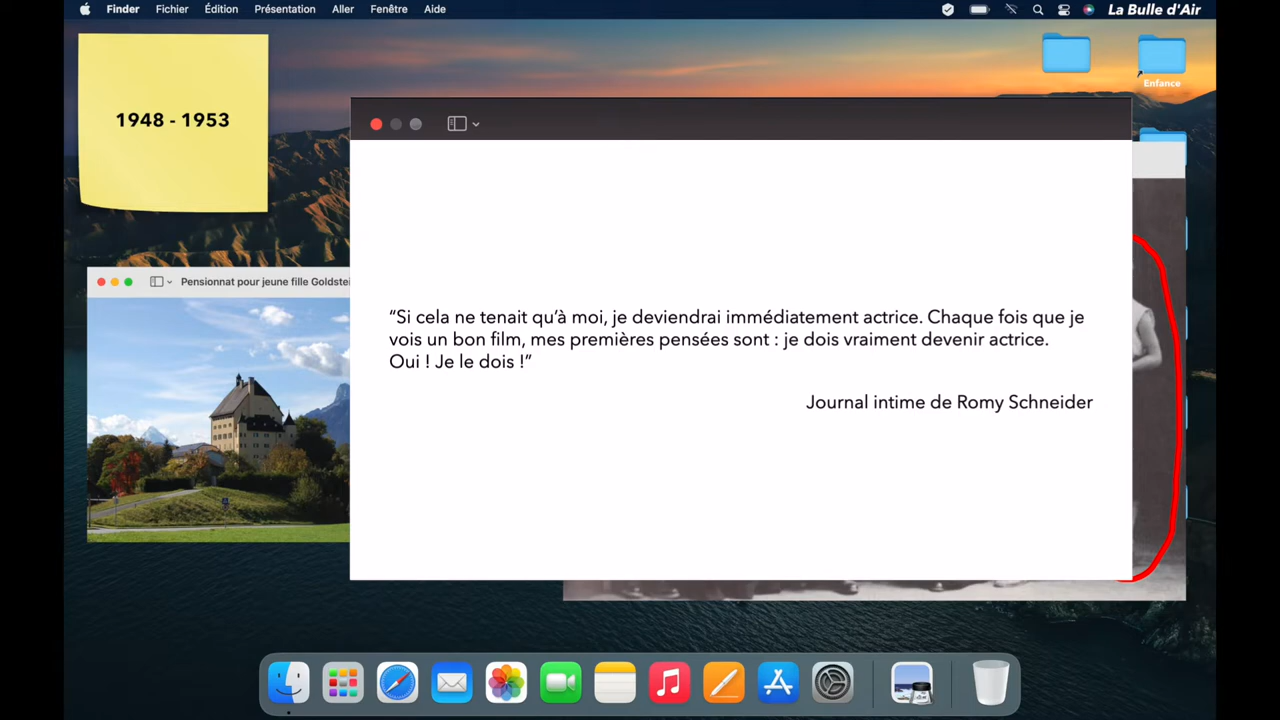 Finder Fichier Édition Présentation Aller Fenêtre Aide La Bulle d'Air
1948 - 1953
Enfance
Pensionnat pour jeune fille Goldstei
“Si cela ne tenait qu’à moi, je deviendrai immédiatement actrice. Chaque fois que je
vois un bon film, mes premières pensées sont : je dois vraiment devenir actrice.
Oui ! Je le dois !”
Journal intime de Romy Schneider